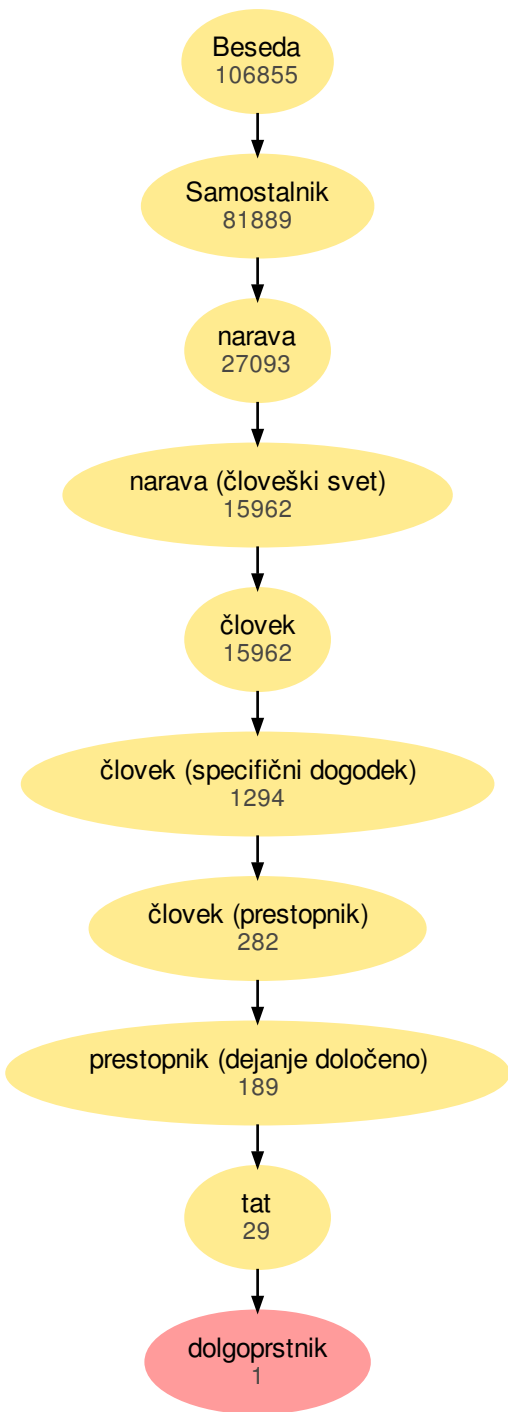 Beseda
106855
Samostalnik
81889
narava
27093
narava (človeški svet)
15962
človek
15962
človek (specifični dogodek)
1294
človek (prestopnik)
282
prestopnik (dejanje določeno)
189
tat
29
dolgoprstnik
1